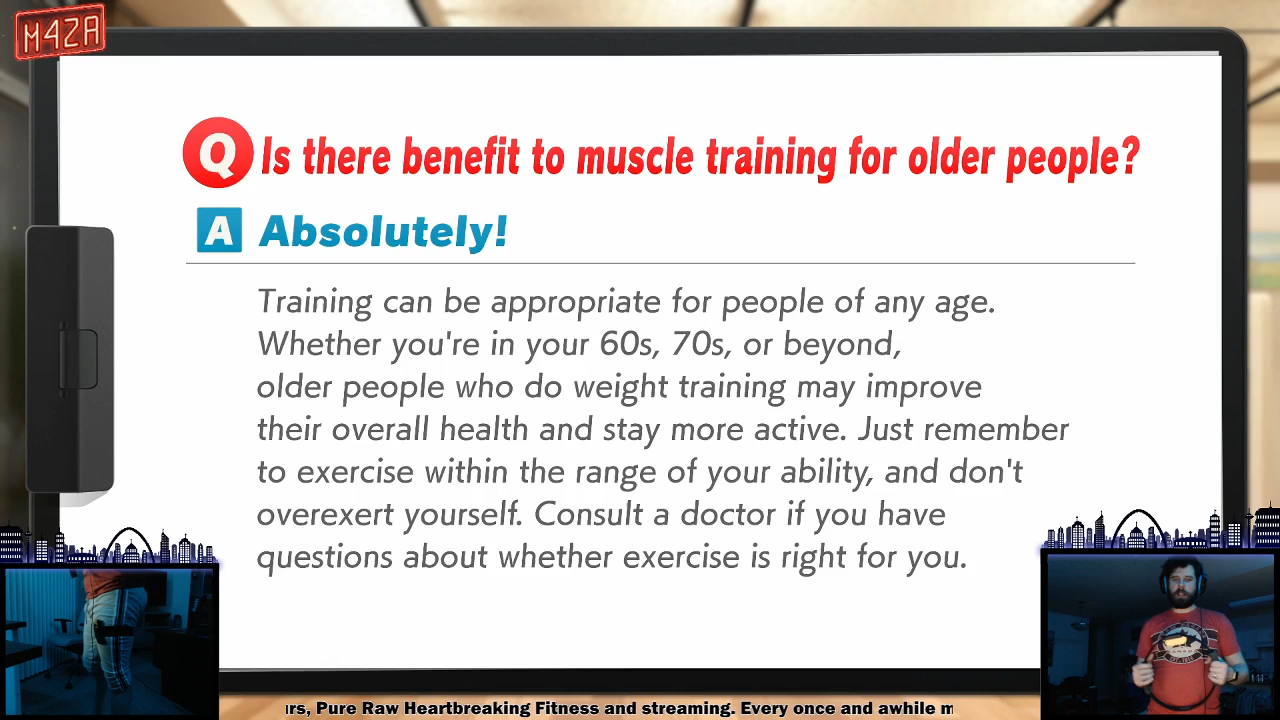 M4ZA
Q Is there benefit to muscle training for older people?
A Absolutely!
Training can be appropriate for people of any age.
Whether you're in your 60s, 70s, or beyond,
older people who do weight training may improve
their overall health and stay more active. Just remember
to exercise within the range of your ability, and don't
overexert yourself. Consult a doctor if you have
questions about whether exercise is right for you.
rs, Pure Raw Heartbreaking Fitness and streaming. Every once and awhile m